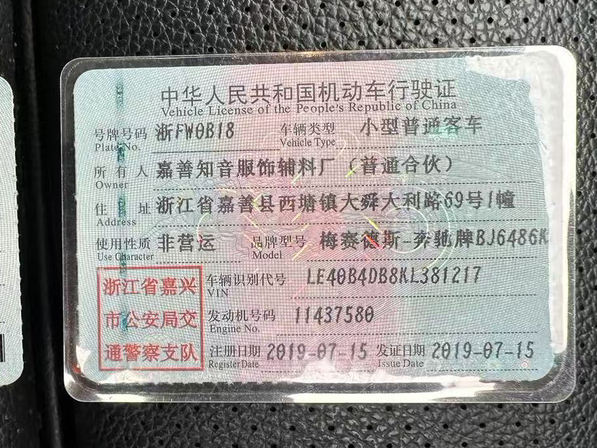 中华人民共和国机动车行驶证
Vehicle License of the People's Republic of China
号牌号码 浙FW0B18 车辆类型 小型普通客车
Plate No. Vehicle Type
所有人 嘉善知音服饰辅料厂（普通合伙）
Owner
住址 浙江省嘉善县西塘镇大舜大利路69号1幢
Address
使用性质 非营运 品牌型号 梅赛德斯-奔驰牌BJ6486K
Use Character Model
浙江省嘉兴
市公安局交
通警察支队
车辆识别代号 LE40B4DB8KL381217
VIN
发动机号码 11437580
Engine No.
注册日期 2019-07-15 发证日期 2019-07-15
Register Date Issue Date